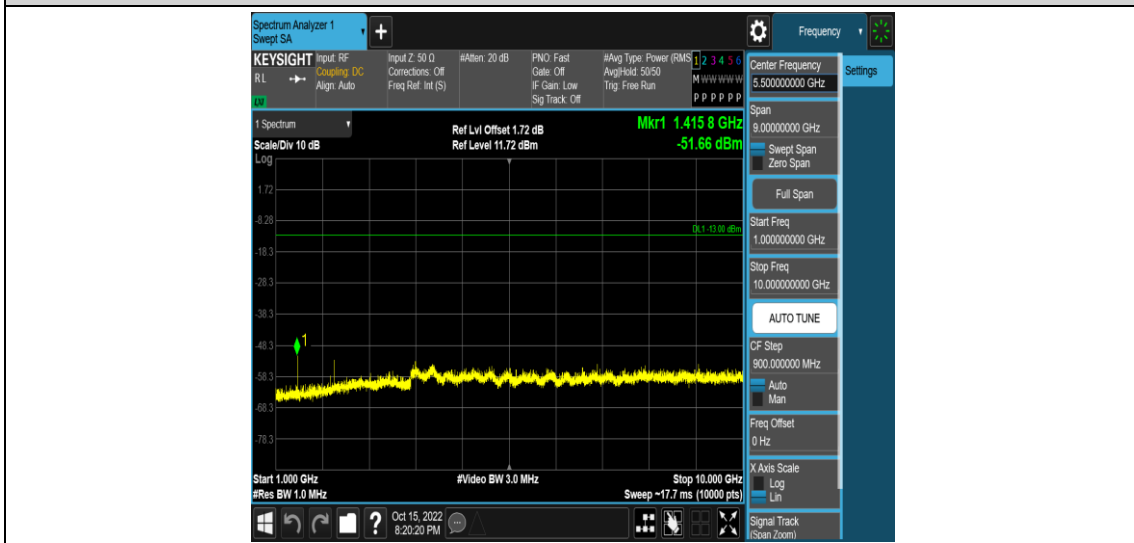 Spectrum Analyzer 1
Swept SA
+
Frequency
KEYSIGHT
RL
Input: RF
Coupling: DC
Align: Auto
Input Z: 50 Ω
Corrections: Off
Freq Ref: Int (S)
#Atten: 20 dB
PNO: Fast
Gate: Off
IF Gain: Low
Sig Track: Off
#Avg Type: Power (RMS
Avg|Hold: 50/50
Trig: Free Run
1 2 3 4 5 6
M W W W W W
P P P P P P
1 Spectrum
Scale/Div 10 dB
Log
Ref Lvl Offset 1.72 dB
Ref Level 11.72 dBm
Mkr1 1.415 8 GHz
-51.66 dBm
1.72
-8.28
-18.3
-28.3
-38.3
-48.3
-58.3
-68.3
-78.3
DL1 -13.00 dBm
1
Start 1.000 GHz
#Res BW 1.0 MHz
#Video BW 3.0 MHz
Stop 10.000 GHz
Sweep ~17.7 ms (10000 pts)
?
Oct 15, 2022
8:20:20 PM
Center Frequency
5.500000000 GHz
Settings
Span
9.00000000 GHz
Swept Span
Zero Span
Full Span
Start Freq
1.000000000 GHz
Stop Freq
10.000000000 GHz
AUTO TUNE
CF Step
900.000000 MHz
Auto
Man
Freq Offset
0 Hz
X Axis Scale
Log
Lin
Signal Track
(Span Zoom)